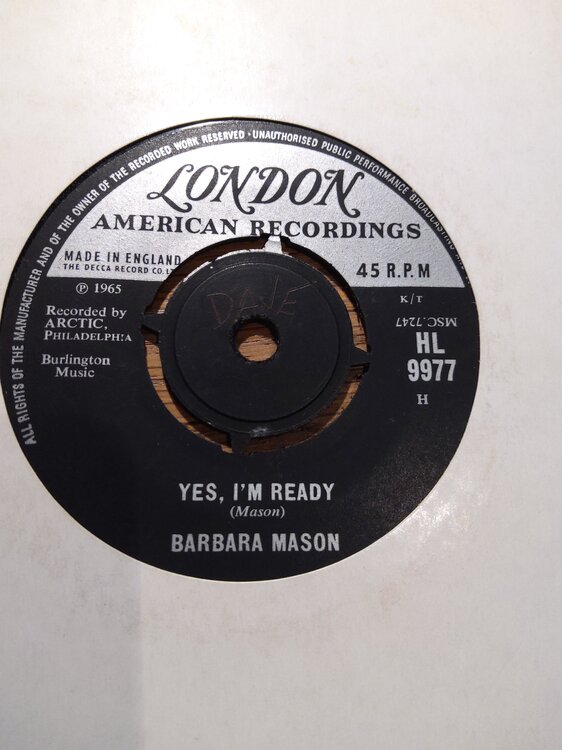 ALL RIGHTS OF THE MANUFACTURER AND OF THE OWNER OF THE RECORDED WORK RESERVED · UNAUTHORISED PUBLIC PERFORMANCE BROADCASTING
LONDON
AMERICAN RECORDINGS
MADE IN ENGLAND
THE DECCA RECORD CO.
45 R.P.M
℗ 1965
K/T
Recorded by
ARCTIC,
PHILADELPHIA
MSC.7247
Burlington
Music
HL
9977
H
DAVE
YES, I'M READY
(Mason)
BARBARA MASON